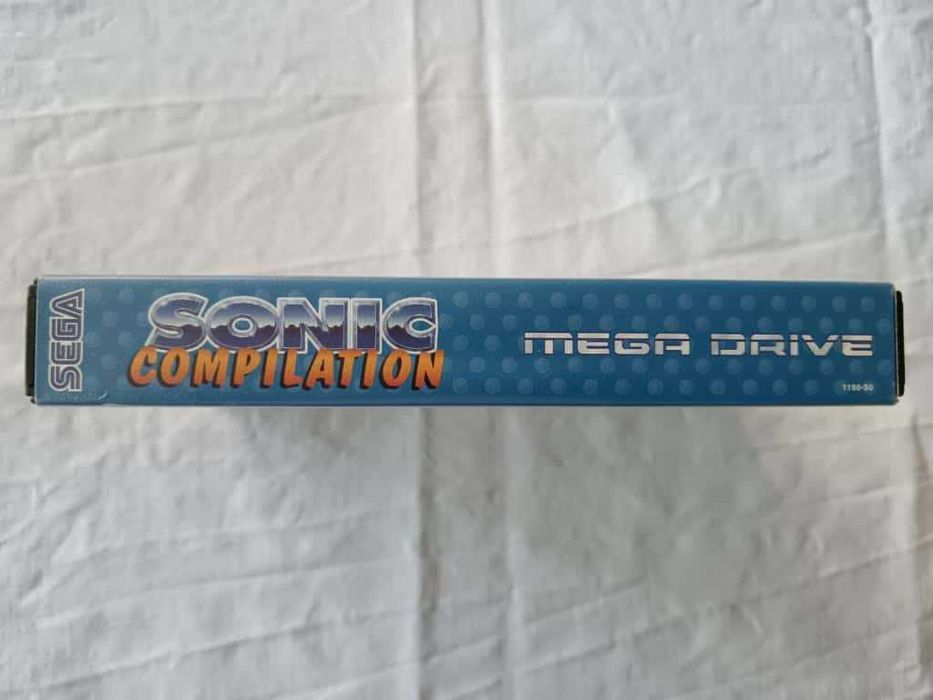 SEGA
SONIC
COMPILATION
MEGA DRIVE
1190-50